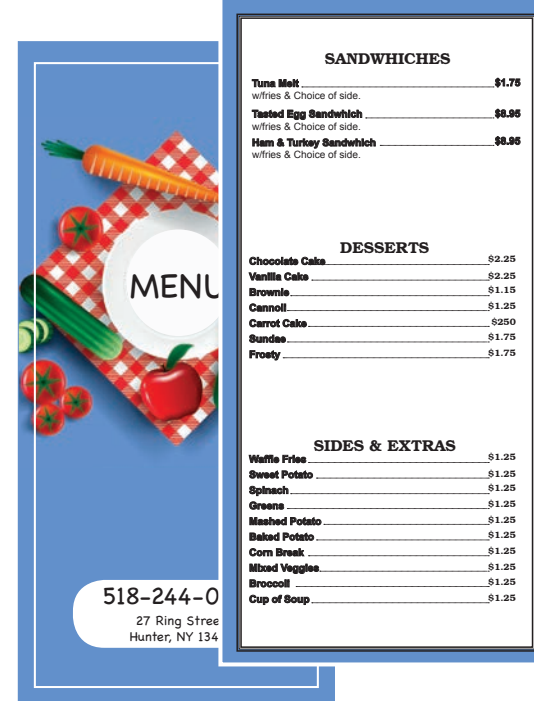 MENU
518-244-0
27 Ring Stree
Hunter, NY 134
SANDWHICHES
Tuna Melt $1.75
w/fries & Choice of side.
Tasted Egg Sandwhich $8.95
w/fries & Choice of side.
Ham & Turkey Sandwhich $8.95
w/fries & Choice of side.
DESSERTS
Chocolate Cake $2.25
Vanilla Cake $2.25
Brownie $1.15
Cannoli $1.25
Carrot Cake $250
Sundae $1.75
Frosty $1.75
SIDES & EXTRAS
Waffle Fries $1.25
Sweet Potato $1.25
Spinach $1.25
Greens $1.25
Mashed Potato $1.25
Baked Potato $1.25
Corn Break $1.25
Mixed Veggies $1.25
Broccoli $1.25
Cup of Soup $1.25